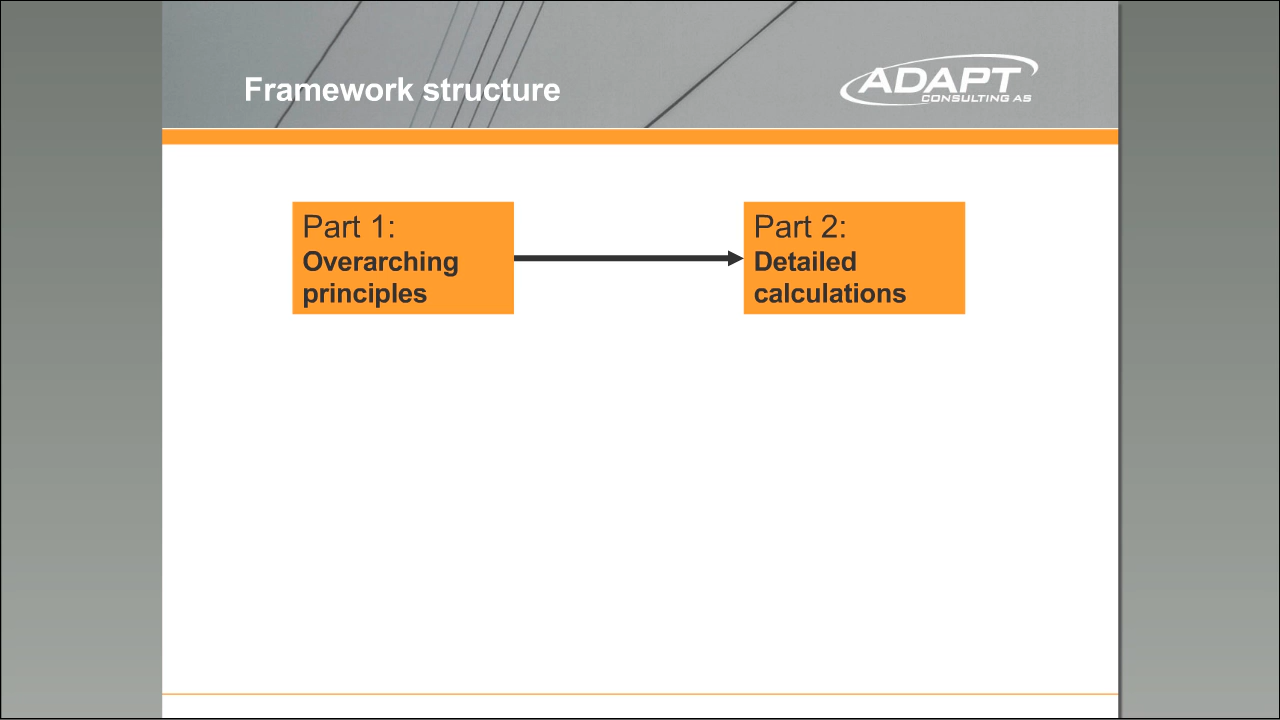 Framework structure
ADAPT
CONSULTING AS
Part 1:
Overarching
principles
Part 2:
Detailed
calculations